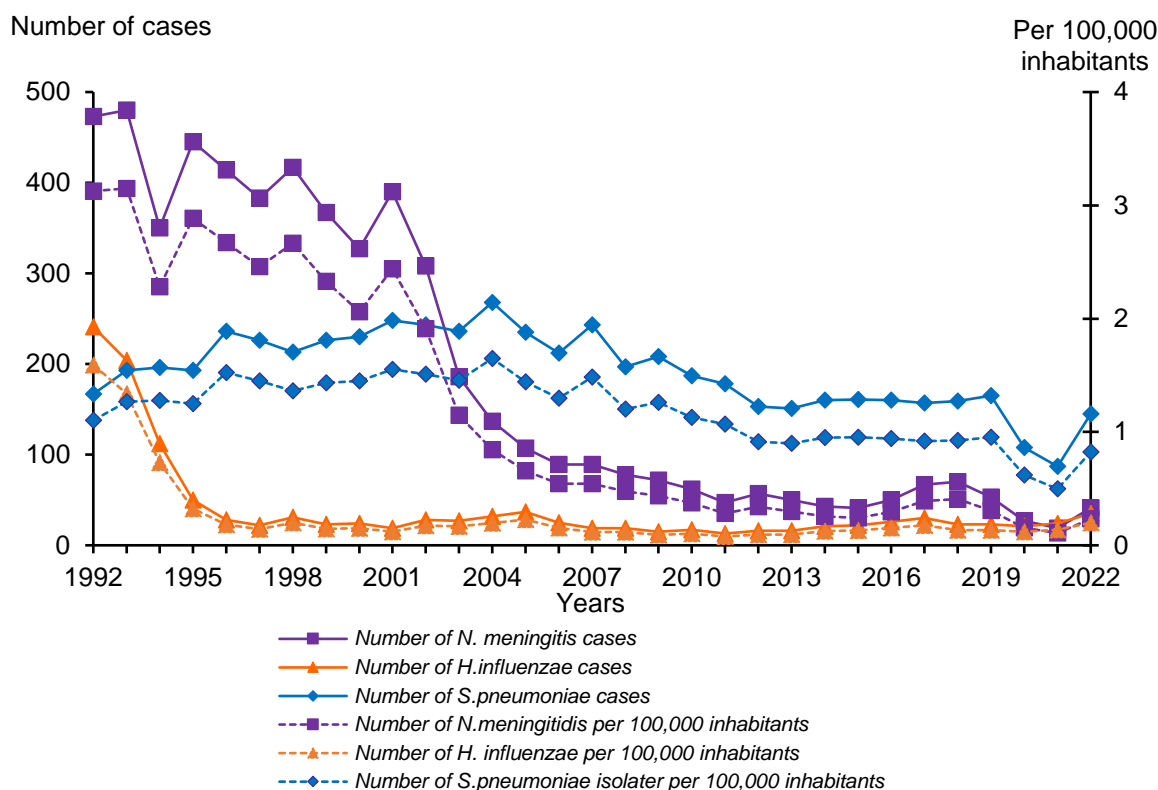 Number of cases
Per 100,000
inhabitants
500
400
300
200
100
0
4
3
2
1
0
1992 1995 1998 2001 2004 2007 2010 2013 2016 2019 2022
Years
Number of N. meningitis cases
Number of H.influenzae cases
Number of S.pneumoniae cases
Number of N.meningitidis per 100,000 inhabitants
Number of H. influenzae per 100,000 inhabitants
Number of S.pneumoniae isolater per 100,000 inhabitants